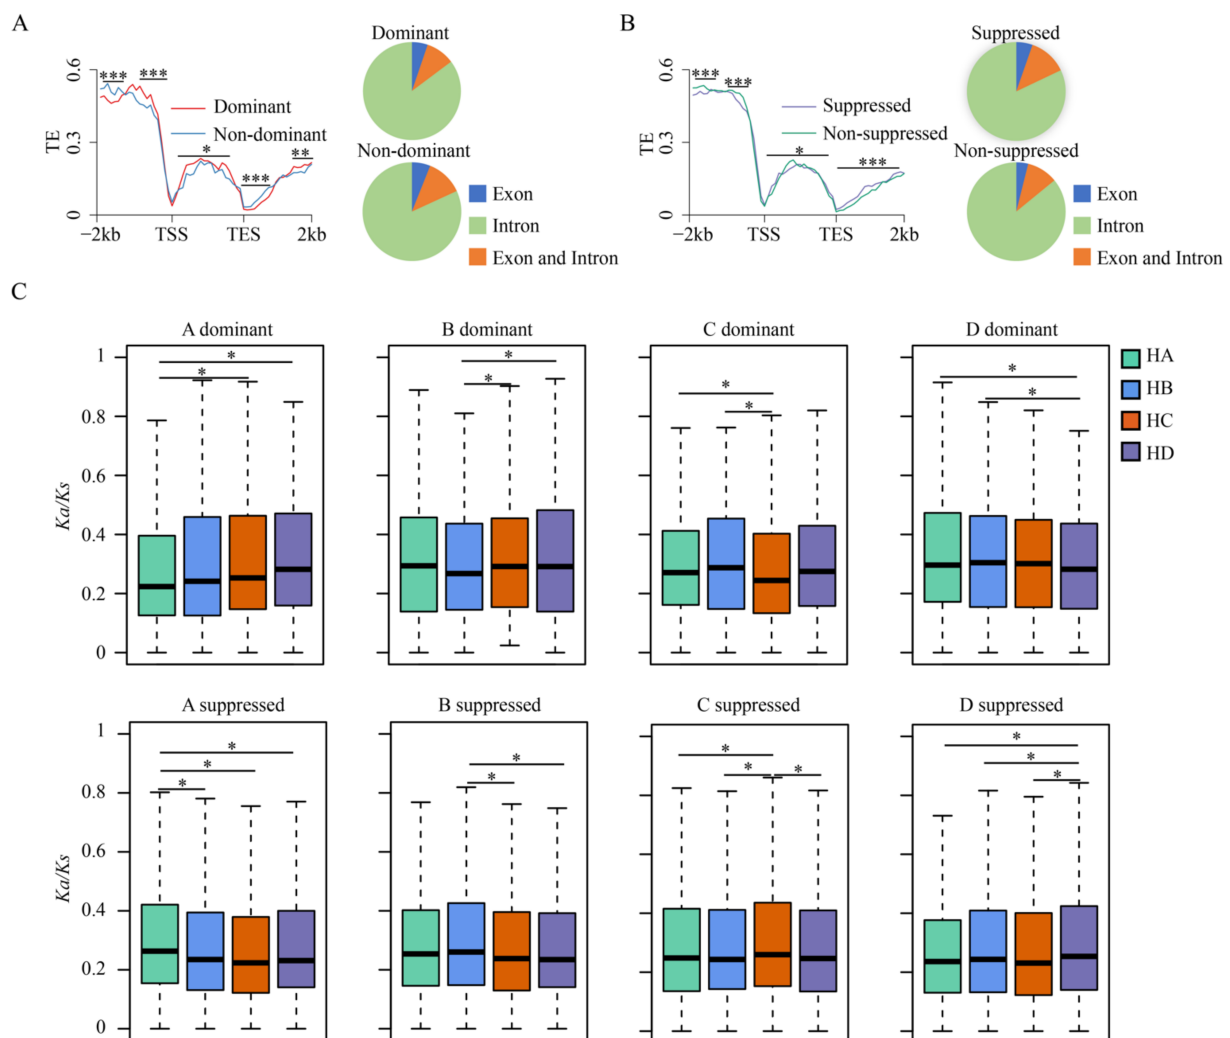 A
B
Dominant
Suppressed
0.6
***
***
Dominant
Non-dominant
0.3
TE
*
**
***
0
−2kb
TSS
TES
2kb
Non-dominant
Exon
Intron
Exon and Intron
0.6
***
***
Suppressed
Non-suppressed
0.3
TE
*
***
0
−2kb
TSS
TES
2kb
Non-suppressed
Exon
Intron
Exon and Intron
C
A dominant
B dominant
C dominant
D dominant
1
0.8
0.6
0.4
0.2
0
Ka/Ks
*
*
*
*
*
*
*
*
HA
HB
HC
HD
A suppressed
B suppressed
C suppressed
D suppressed
1
0.8
0.6
0.4
0.2
0
Ka/Ks
*
*
*
*
*
*
*
*
*
*
*